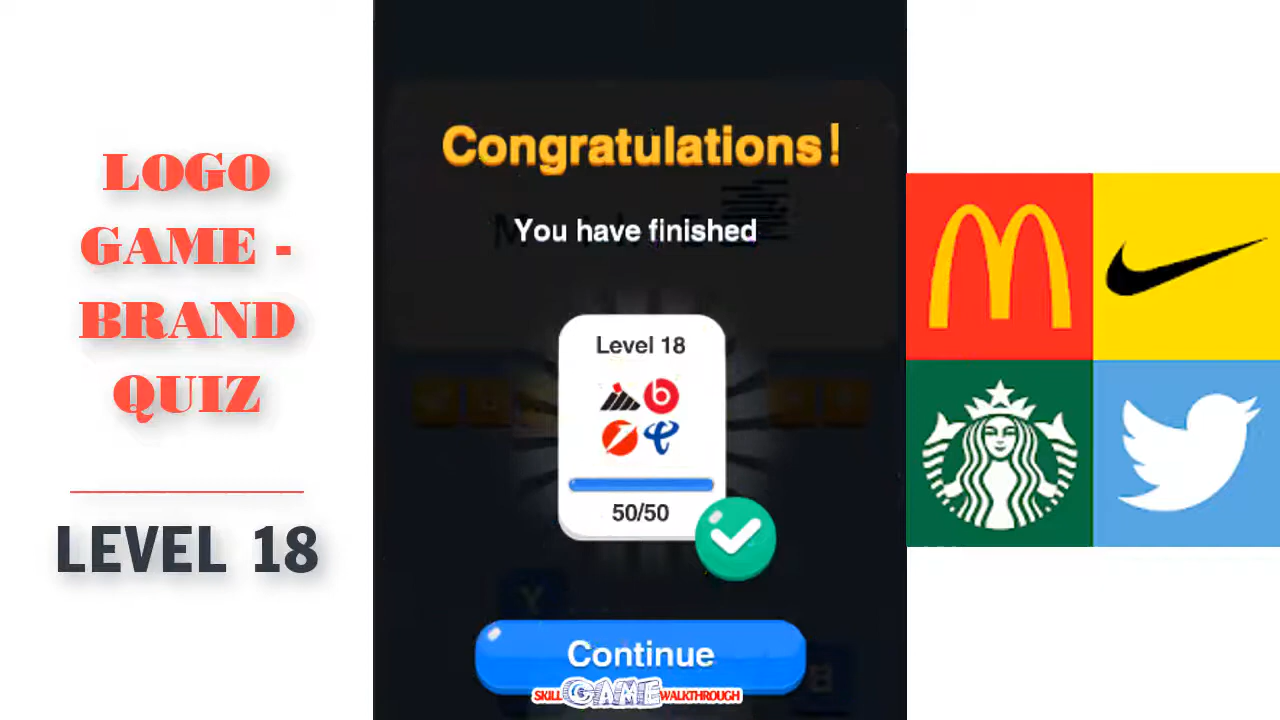 LOGO
GAME -
BRAND
QUIZ
LEVEL 18
Congratulations!
You have finished
Level 18
b
50/50
Continue
SKILL GAME WALKTHROUGH